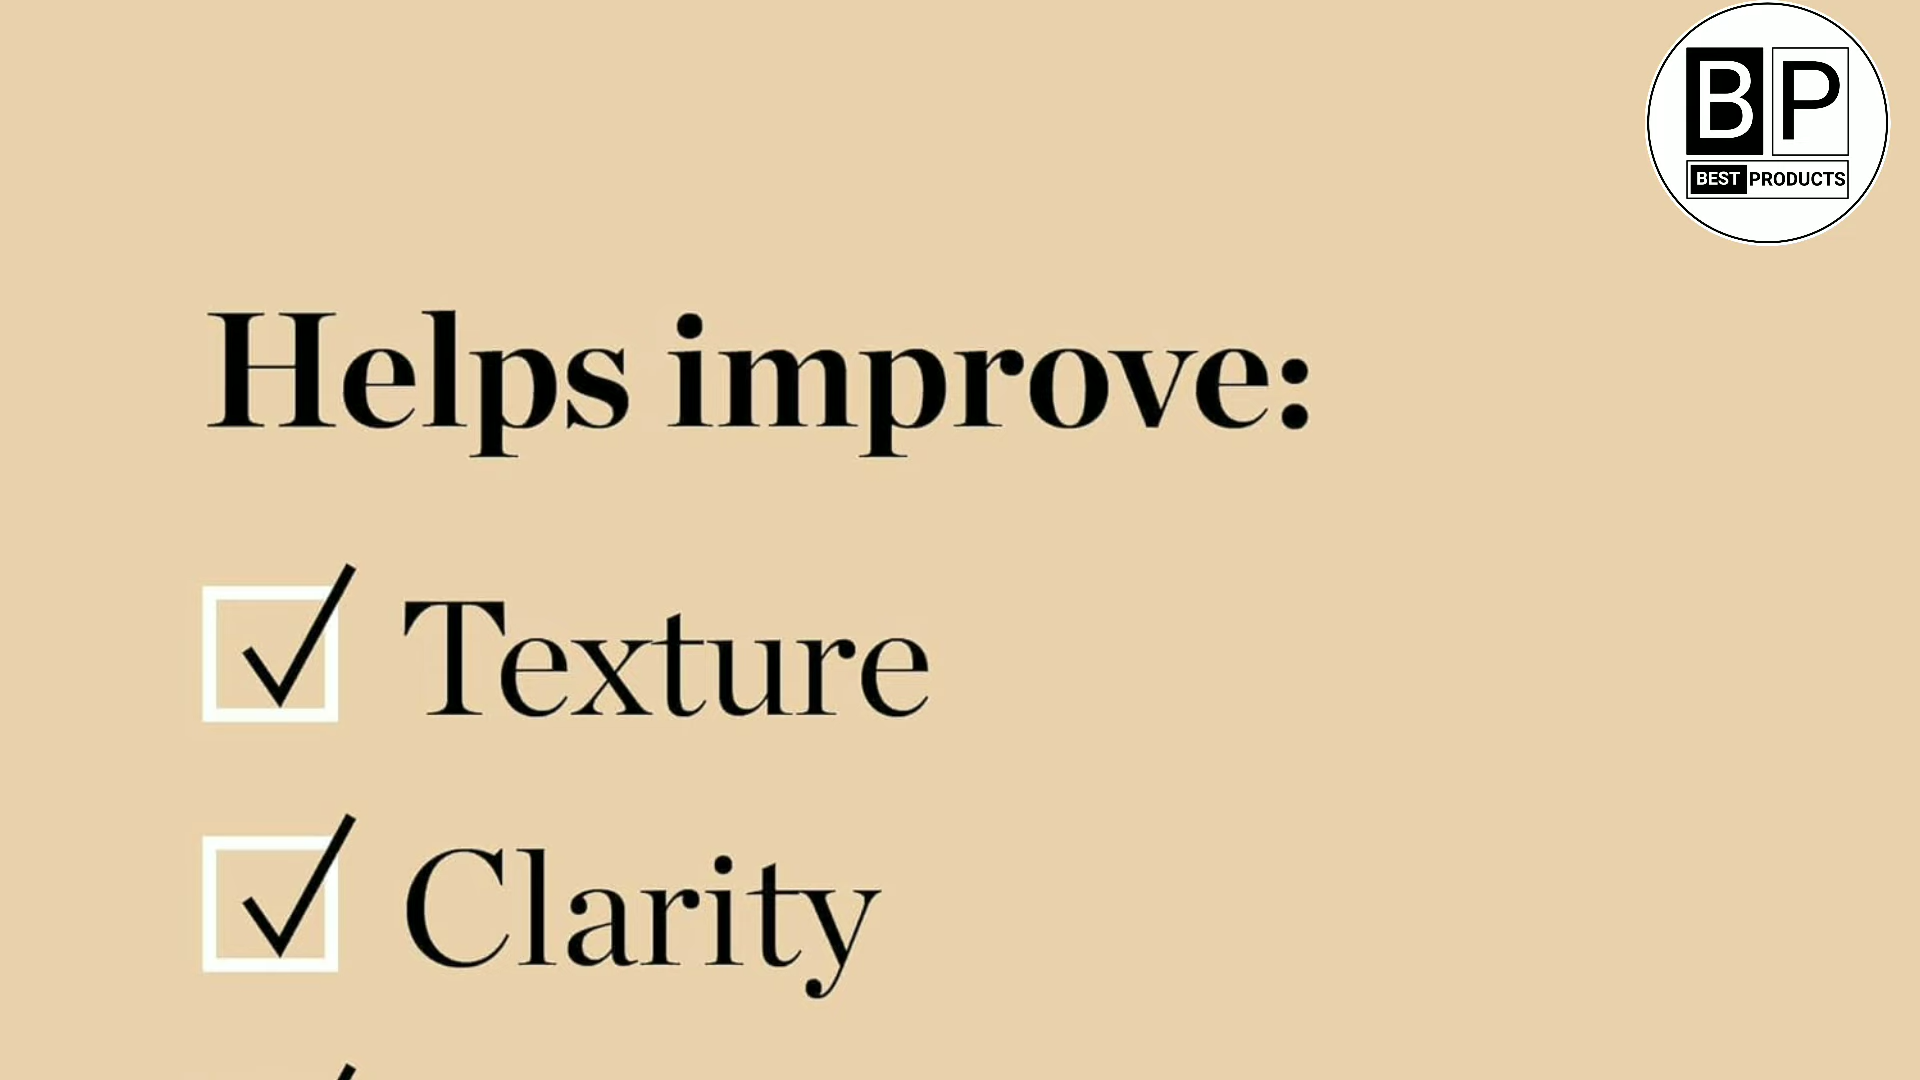 BP
BEST PRODUCTS
Helps improve:
Texture
Clarity